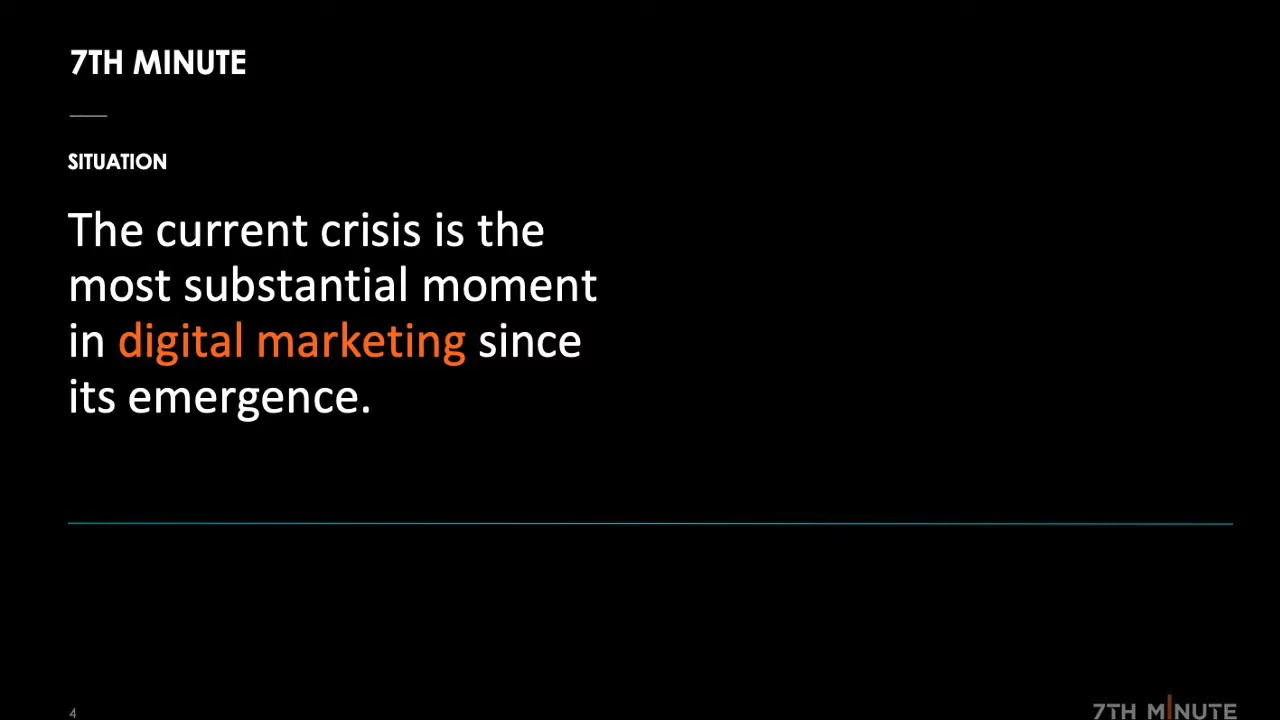 7TH MINUTE
SITUATION
The current crisis is the
most substantial moment
in digital marketing since
its emergence.
4
7TH MINUTE